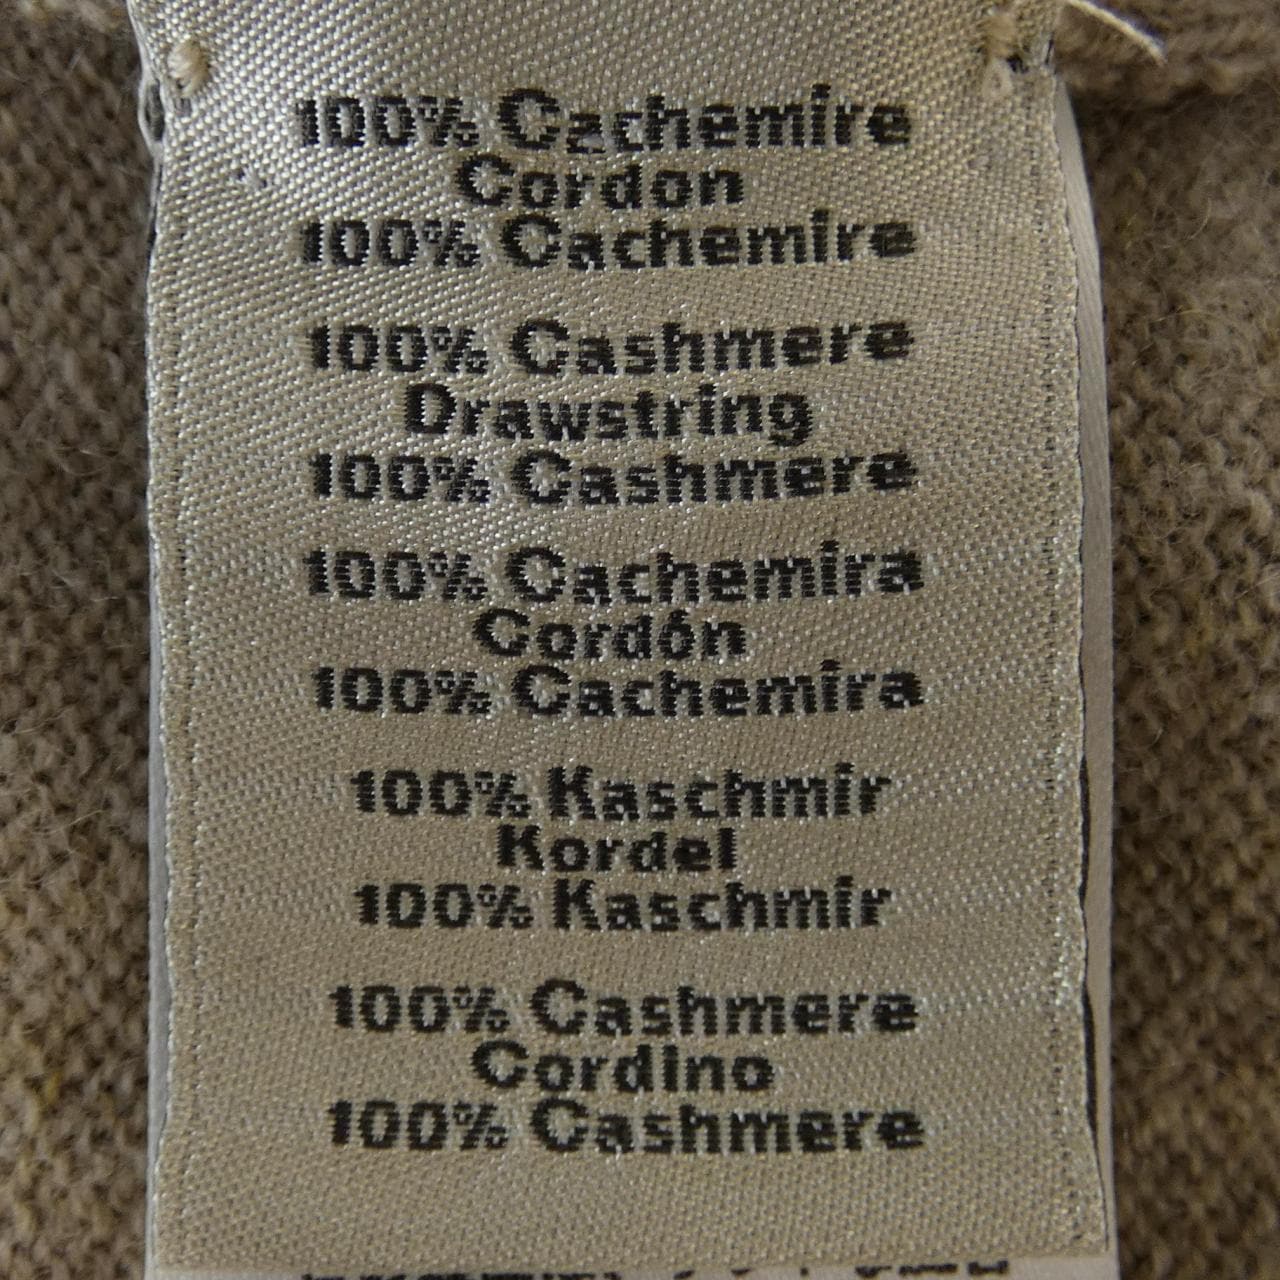 100% Cachemire
Cordon
100% Cachemire
100% Cashmere
Drawstring
100% Cashmere
100% Cachemira
Cordón
100% Cachemira
100% Kaschmir
Kordel
100% Kaschmir
100% Cashmere
Cordino
100% Cashmere